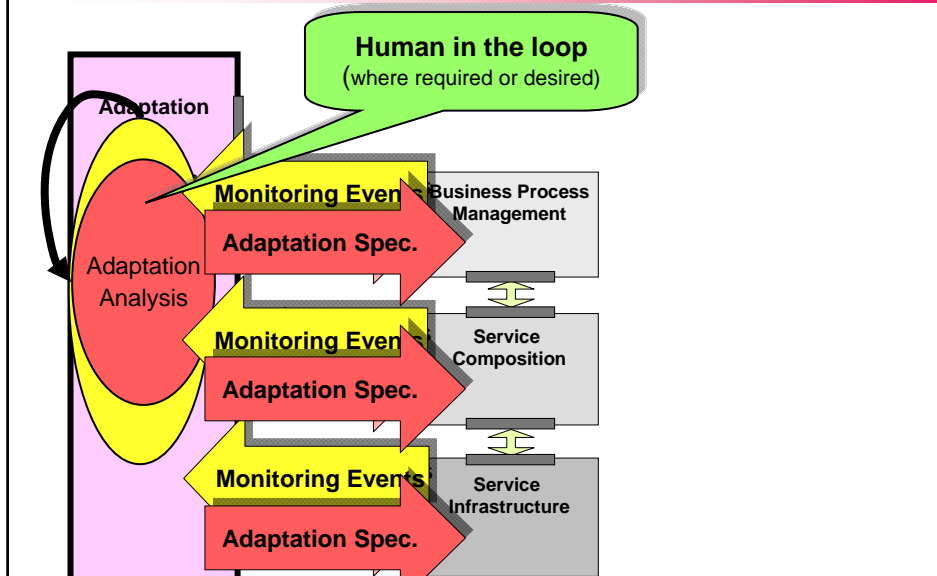 Human in the loop
(where required or desired)
Adaptation
Monitoring Events
Business Process
Management
Adaptation Spec.
Adaptation
Analysis
Monitoring Events
Service
Composition
Adaptation Spec.
Monitoring Events
Service
Infrastructure
Adaptation Spec.